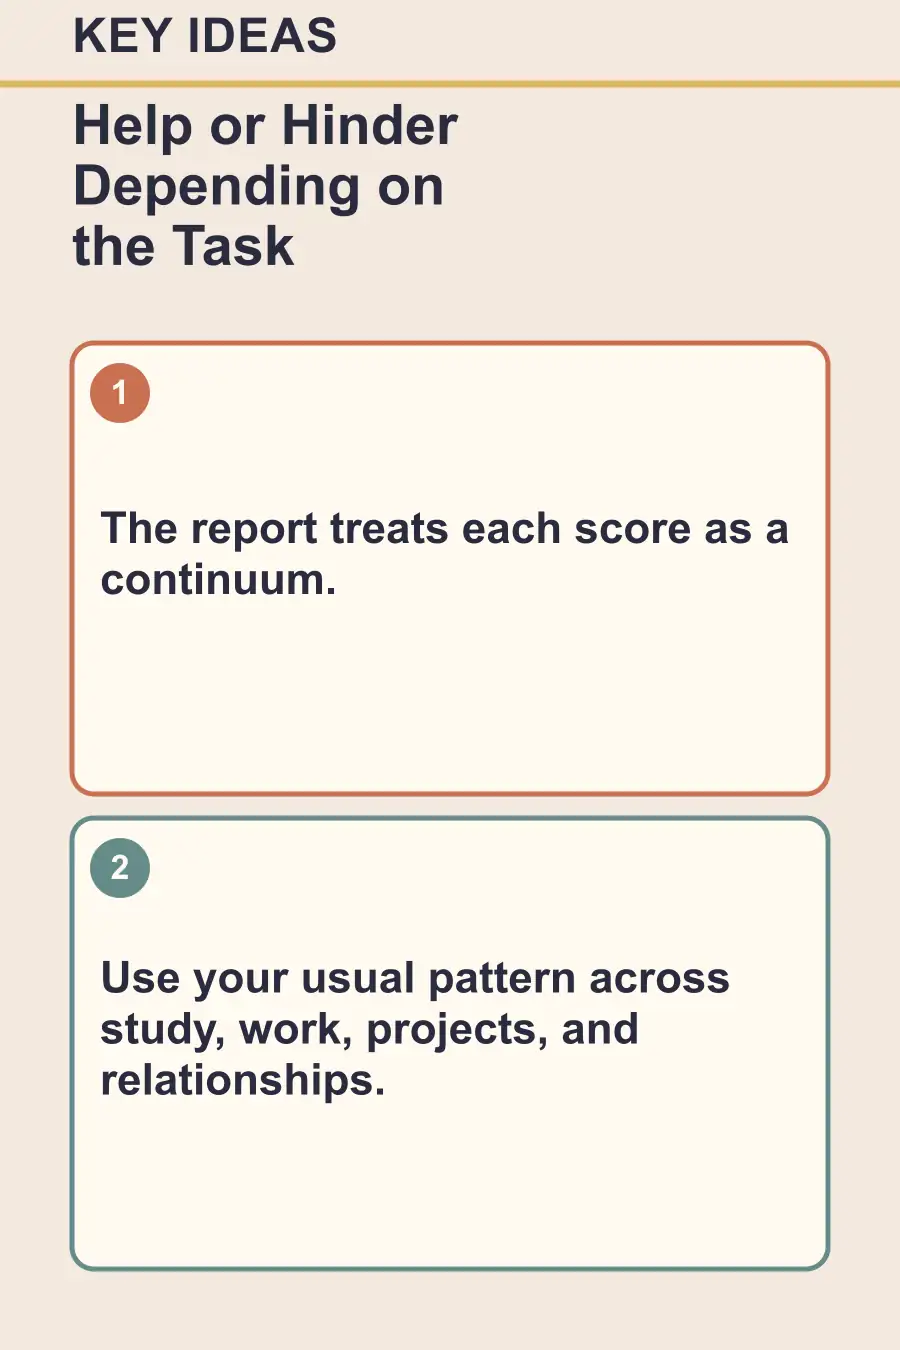 KEY IDEAS
Help or Hinder
Depending on
the Task
1
The report treats each score as a
continuum.
2
Use your usual pattern across
study, work, projects, and
relationships.